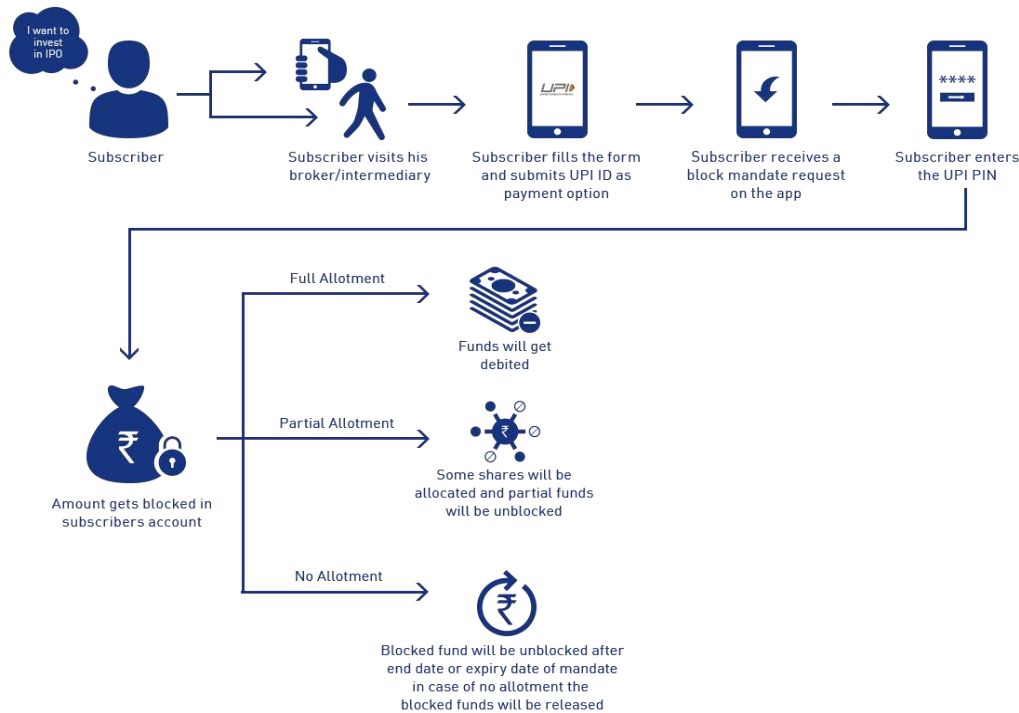 I want to
invest
in IPO
Subscriber
Subscriber visits his
broker/intermediary
UPI
Subscriber fills the form
and submits UPI ID as
payment option
Subscriber receives a
block mandate request
on the app
****
Subscriber enters
the UPI PIN
Full Allotment
Funds will get
debited
₹
Amount gets blocked in
subscribers account
Partial Allotment
₹
Some shares will be
allocated and partial funds
will be unblocked
No Allotment
₹
Blocked fund will be unblocked after
end date or expiry date of mandate
in case of no allotment the
blocked funds will be released